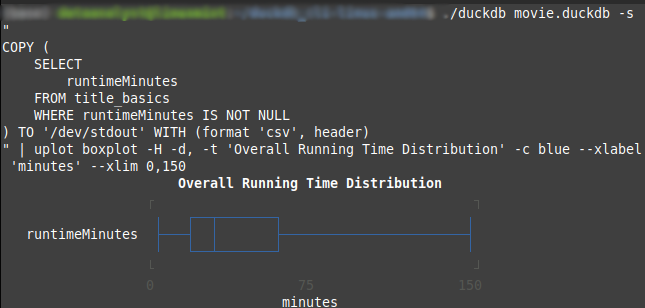 ./duckdb movie.duckdb -s
"
COPY (
SELECT
runtimeMinutes
FROM title_basics
WHERE runtimeMinutes IS NOT NULL
) TO '/dev/stdout' WITH (format 'csv', header)
" | uplot boxplot -H -d, -t 'Overall Running Time Distribution' -c blue --xlabel
'minutes' --xlim 0,150
Overall Running Time Distribution
runtimeMinutes
0 75 150
minutes